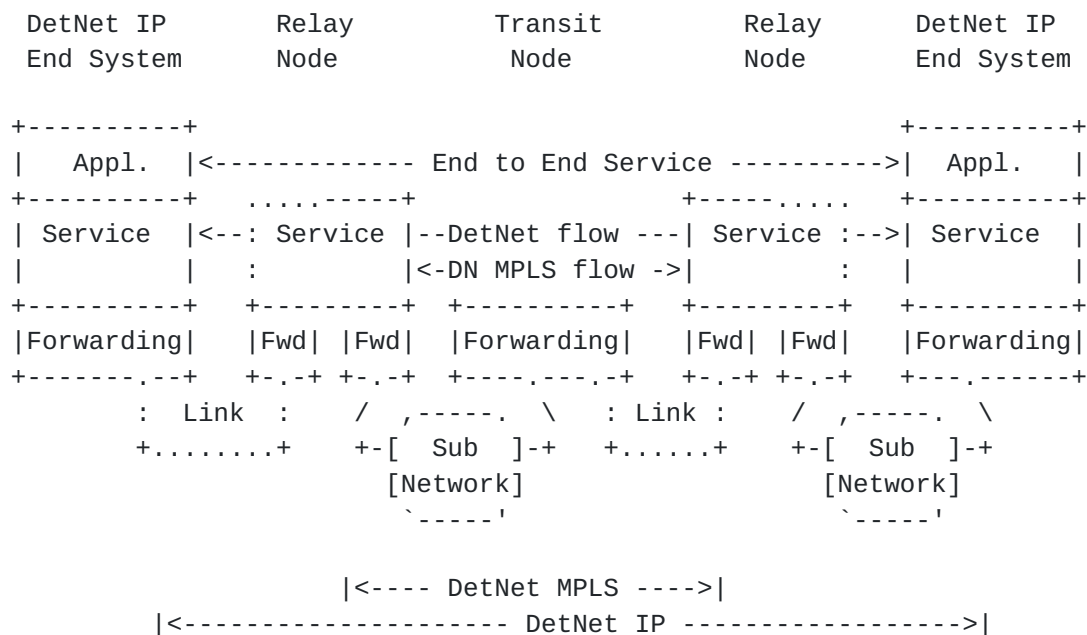 DetNet IP       Relay         Transit         Relay       DetNet IP
End System      Node           Node           Node        End System

+----------+                                             +----------+
|   Appl.  |<------------- End to End Service ---------->|   Appl.  |
+----------+   .....-----+                 +-----.....   +----------+
| Service  |<--: Service |--DetNet flow ---| Service :-->| Service  |
|          |   :         |<-DN MPLS flow ->|         :   |          |
+----------+   +---------+  +----------+   +---------+   +----------+
|Forwarding|   |Fwd| |Fwd|  |Forwarding|   |Fwd| |Fwd|   |Forwarding|
+-------.--+   +-.-+ +-.-+  +----.---.-+   +-.-+ +-.-+   +---.------+
        :  Link  :    /  ,-----.  \   : Link :    /  ,-----.  \
        +........+    +-[  Sub  ]-+   +......+    +-[  Sub  ]-+
                        [Network]                   [Network]
                         `-----'                     `-----'

                     |<---- DetNet MPLS ---->|
         |<--------------------- DetNet IP ------------------>|